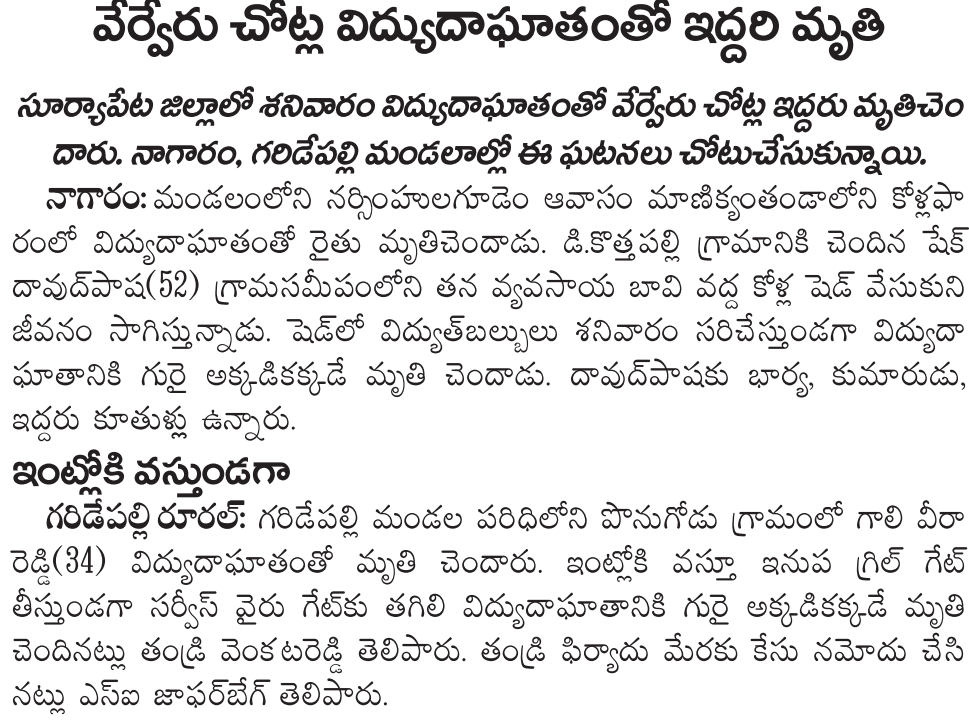 వేర్వేరు చోట్ల విద్యుదాఘాతంతో ఇద్దరి మృతి
సూర్యాపేట జిల్లాలో శనివారం విద్యుదాఘాతంతో వేర్వేరు చోట్ల ఇద్దరు మృతిచెం
దారు. నాగారం, గరిడేపల్లి మండలాల్లో ఈ ఘటనలు చోటుచేసుకున్నాయి.
నాగారం: మండలంలోని నర్సింహులగూడెం ఆవాసం మాణిక్యంతండాలోని కోళ్లఫా
రంలో విద్యుదాఘాతంతో రైతు మృతిచెందాడు. డి.కొత్తపల్లి గ్రామానికి చెందిన షేక్
దావుద్‌పాష(52) గ్రామసమీపంలోని తన వ్యవసాయ బావి వద్ద కోళ్ల షెడ్ వేసుకుని
జీవనం సాగిస్తున్నాడు. షెడ్‌లో విద్యుత్‌బల్బులు శనివారం సరిచేస్తుండగా విద్యుదా
ఘాతానికి గురై అక్కడికక్కడే మృతి చెందాడు. దావుద్‌పాషకు భార్య, కుమారుడు,
ఇద్దరు కూతుళ్లు ఉన్నారు.
ఇంట్లోకి వస్తుండగా
గరిడేపల్లి రూరల్: గరిడేపల్లి మండల పరిధిలోని పొనుగోడు గ్రామంలో గాలి వీరా
రెడ్డి(34) విద్యుదాఘాతంతో మృతి చెందారు. ఇంట్లోకి వస్తూ ఇనుప గ్రిల్ గేట్
తీస్తుండగా సర్వీస్ వైరు గేట్‌కు తగిలి విద్యుదాఘాతానికి గురై అక్కడికక్కడే మృతి
చెందినట్లు తండ్రి వెంకటరెడ్డి తెలిపారు. తండ్రి ఫిర్యాదు మేరకు కేసు నమోదు చేసి
నట్లు ఎస్ఐ జాఫర్‌బేగ్ తెలిపారు.